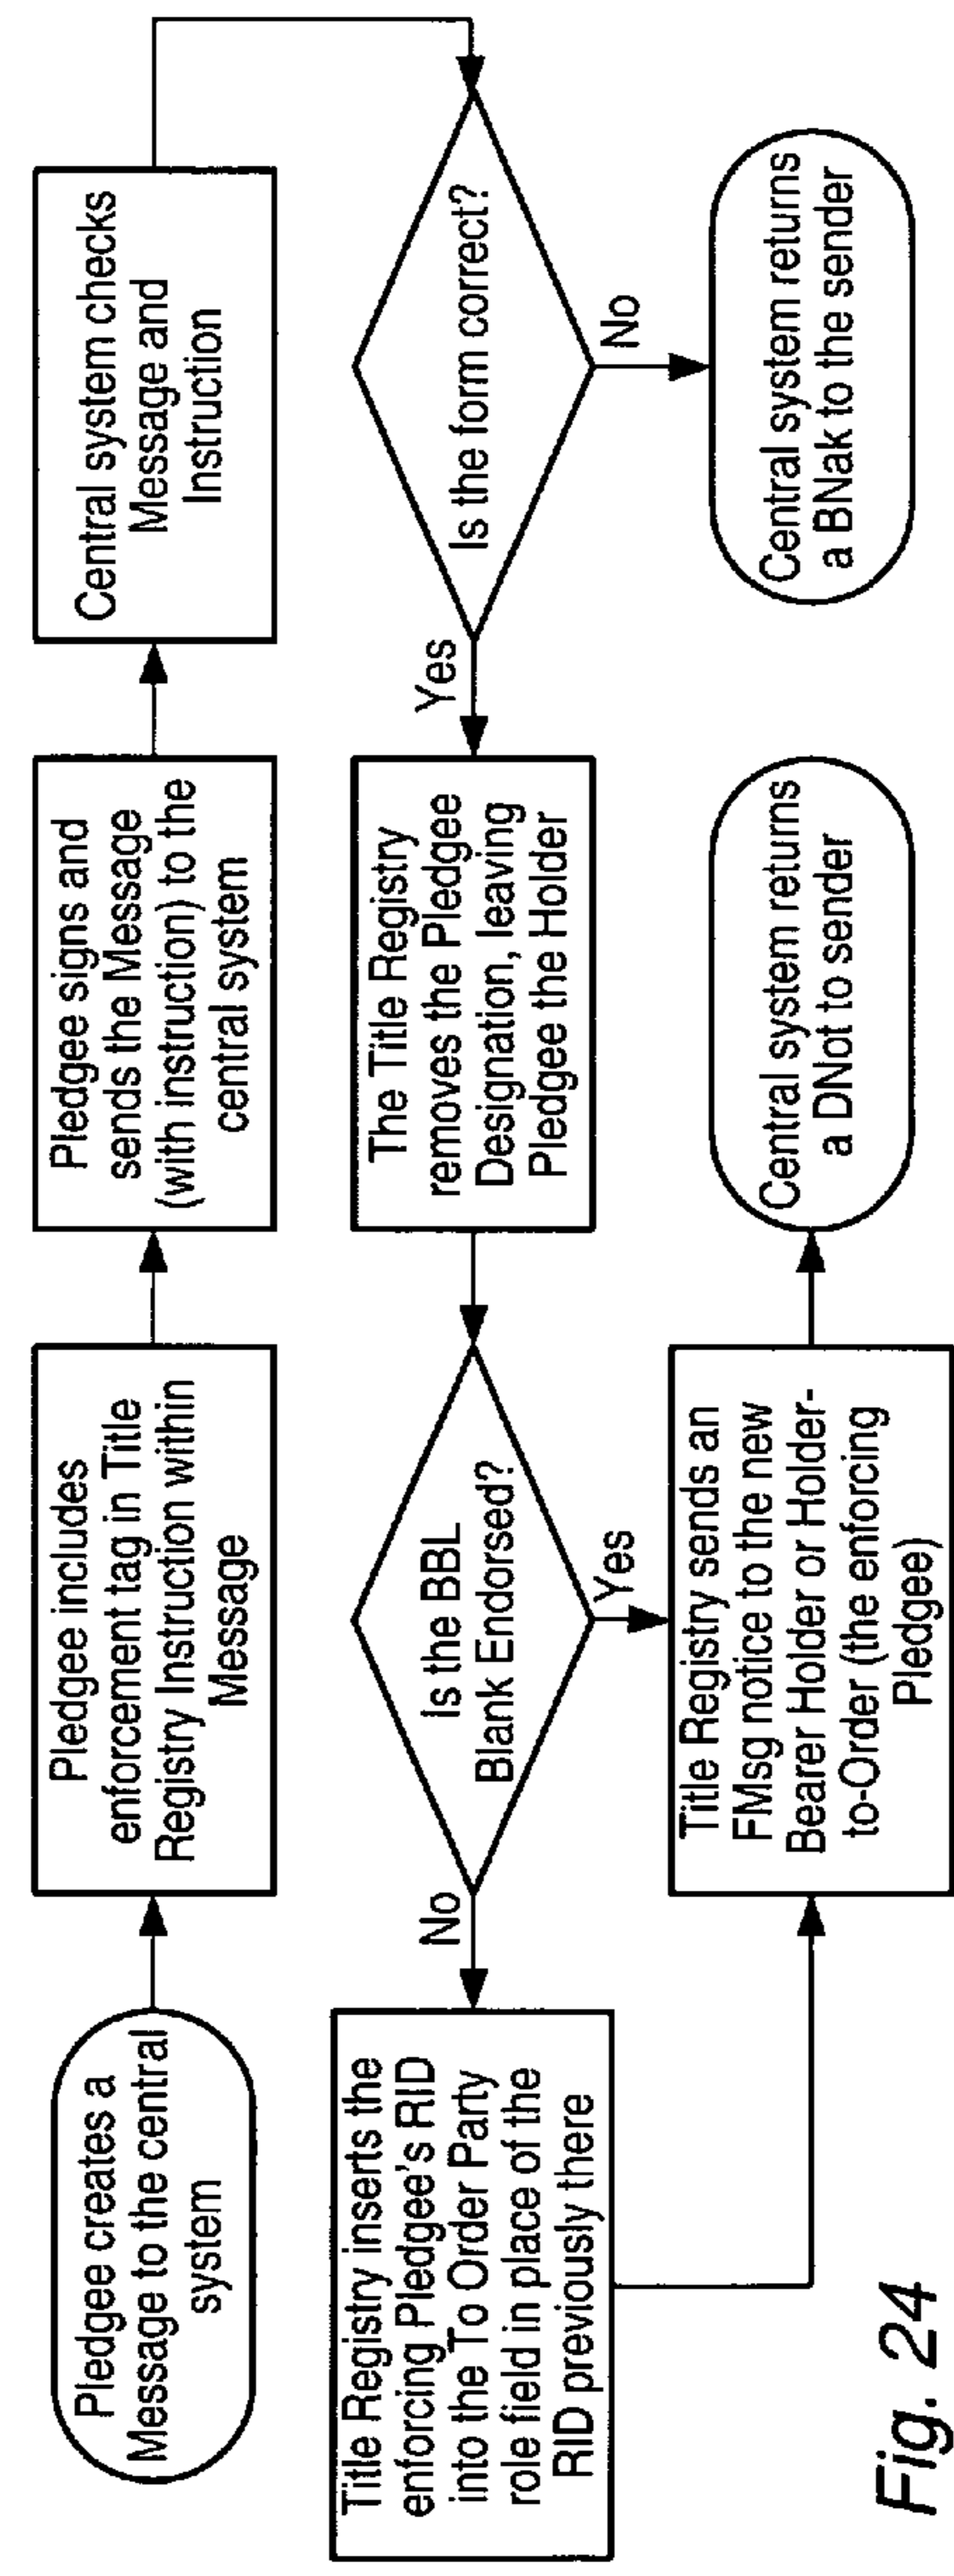 Pledgee creates a
Message to the central
system
Pledgee includes
enforcement tag in Title
Registry Instruction within
Message
Pledgee signs and
sends the Message
(with instruction) to the
central system
Central system checks
Message and
Instruction
Is the form correct?
No
Central system returns
a BNak to the sender
Yes
The Title Registry
removes the Pledgee
Designation, leaving
Pledgee the Holder
Is the BBL
Blank Endorsed?
No
Title Registry inserts the
enforcing Pledgee's RID
into the To Order Party
role field in place of the
RID previously there
Yes
Title Registry sends an
FMsg notice to the new
Bearer Holder or Holder-
to-Order (the enforcing
Pledgee)
Central system returns
a DNot to sender
Fig. 24